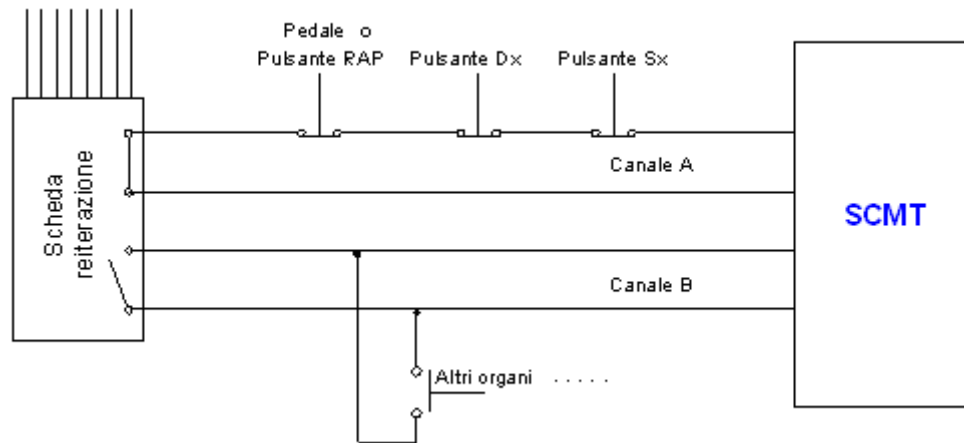 Pedale o
Pulsante RAP
Pulsante Dx
Pulsante Sx
Canale A
Scheda
reiterazione
SCMT
Canale B
Altri organi .....